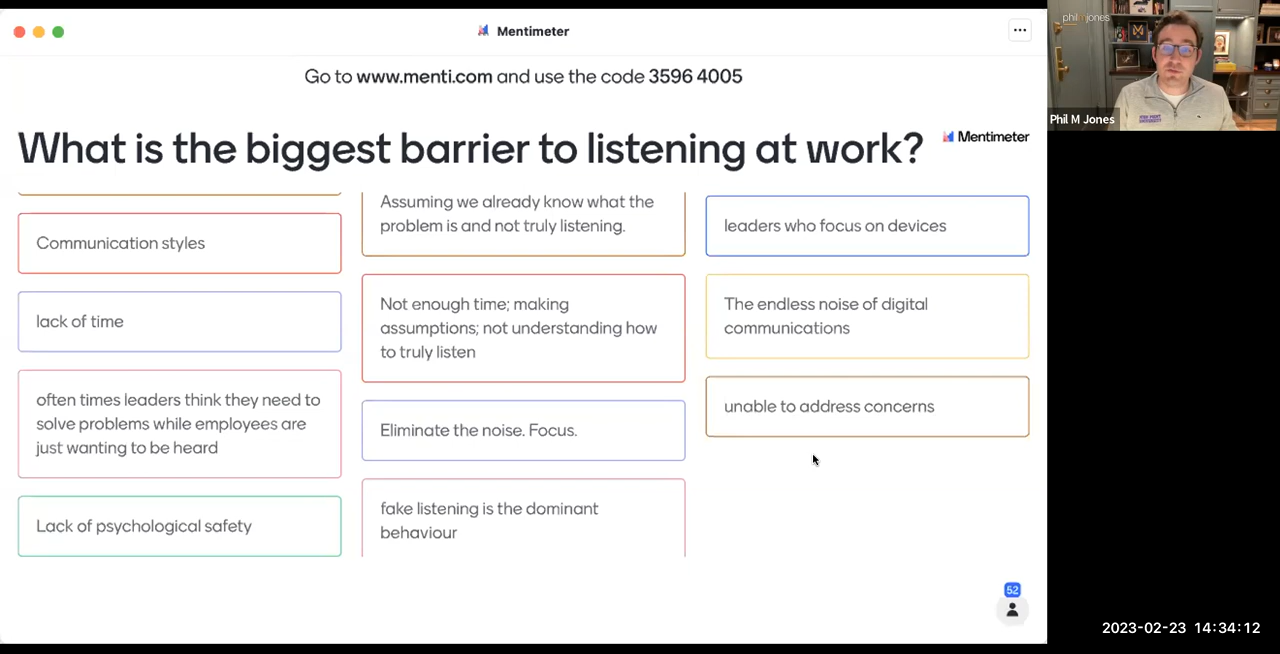 Mentimeter
Go to www.menti.com and use the code 3596 4005
What is the biggest barrier to listening at work?
Mentimeter
Communication styles
lack of time
often times leaders think they need to
solve problems while employees are
just wanting to be heard
Lack of psychological safety
Assuming we already know what the
problem is and not truly listening.
Not enough time; making
assumptions; not understanding how
to truly listen
Eliminate the noise. Focus.
fake listening is the dominant
behaviour
leaders who focus on devices
The endless noise of digital
communications
unable to address concerns
52
philmjones
Phil M Jones
2023-02-23 14:34:12